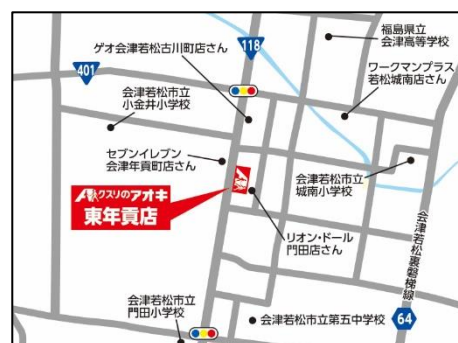 福島県立
会津高等学校
ゲオ会津若松古川町店さん
118
ワークマンプラス
若松城南店さん
401
会津若松市立
小金井小学校
セブンイレブン
会津年貢町店さん
会津若松市立
城南小学校
クスリのアオキ
東年貢店
リオン・ドール
門田店さん
会津若松裏磐梯線
会津若松市立
門田小学校
会津若松市立第五中学校
64